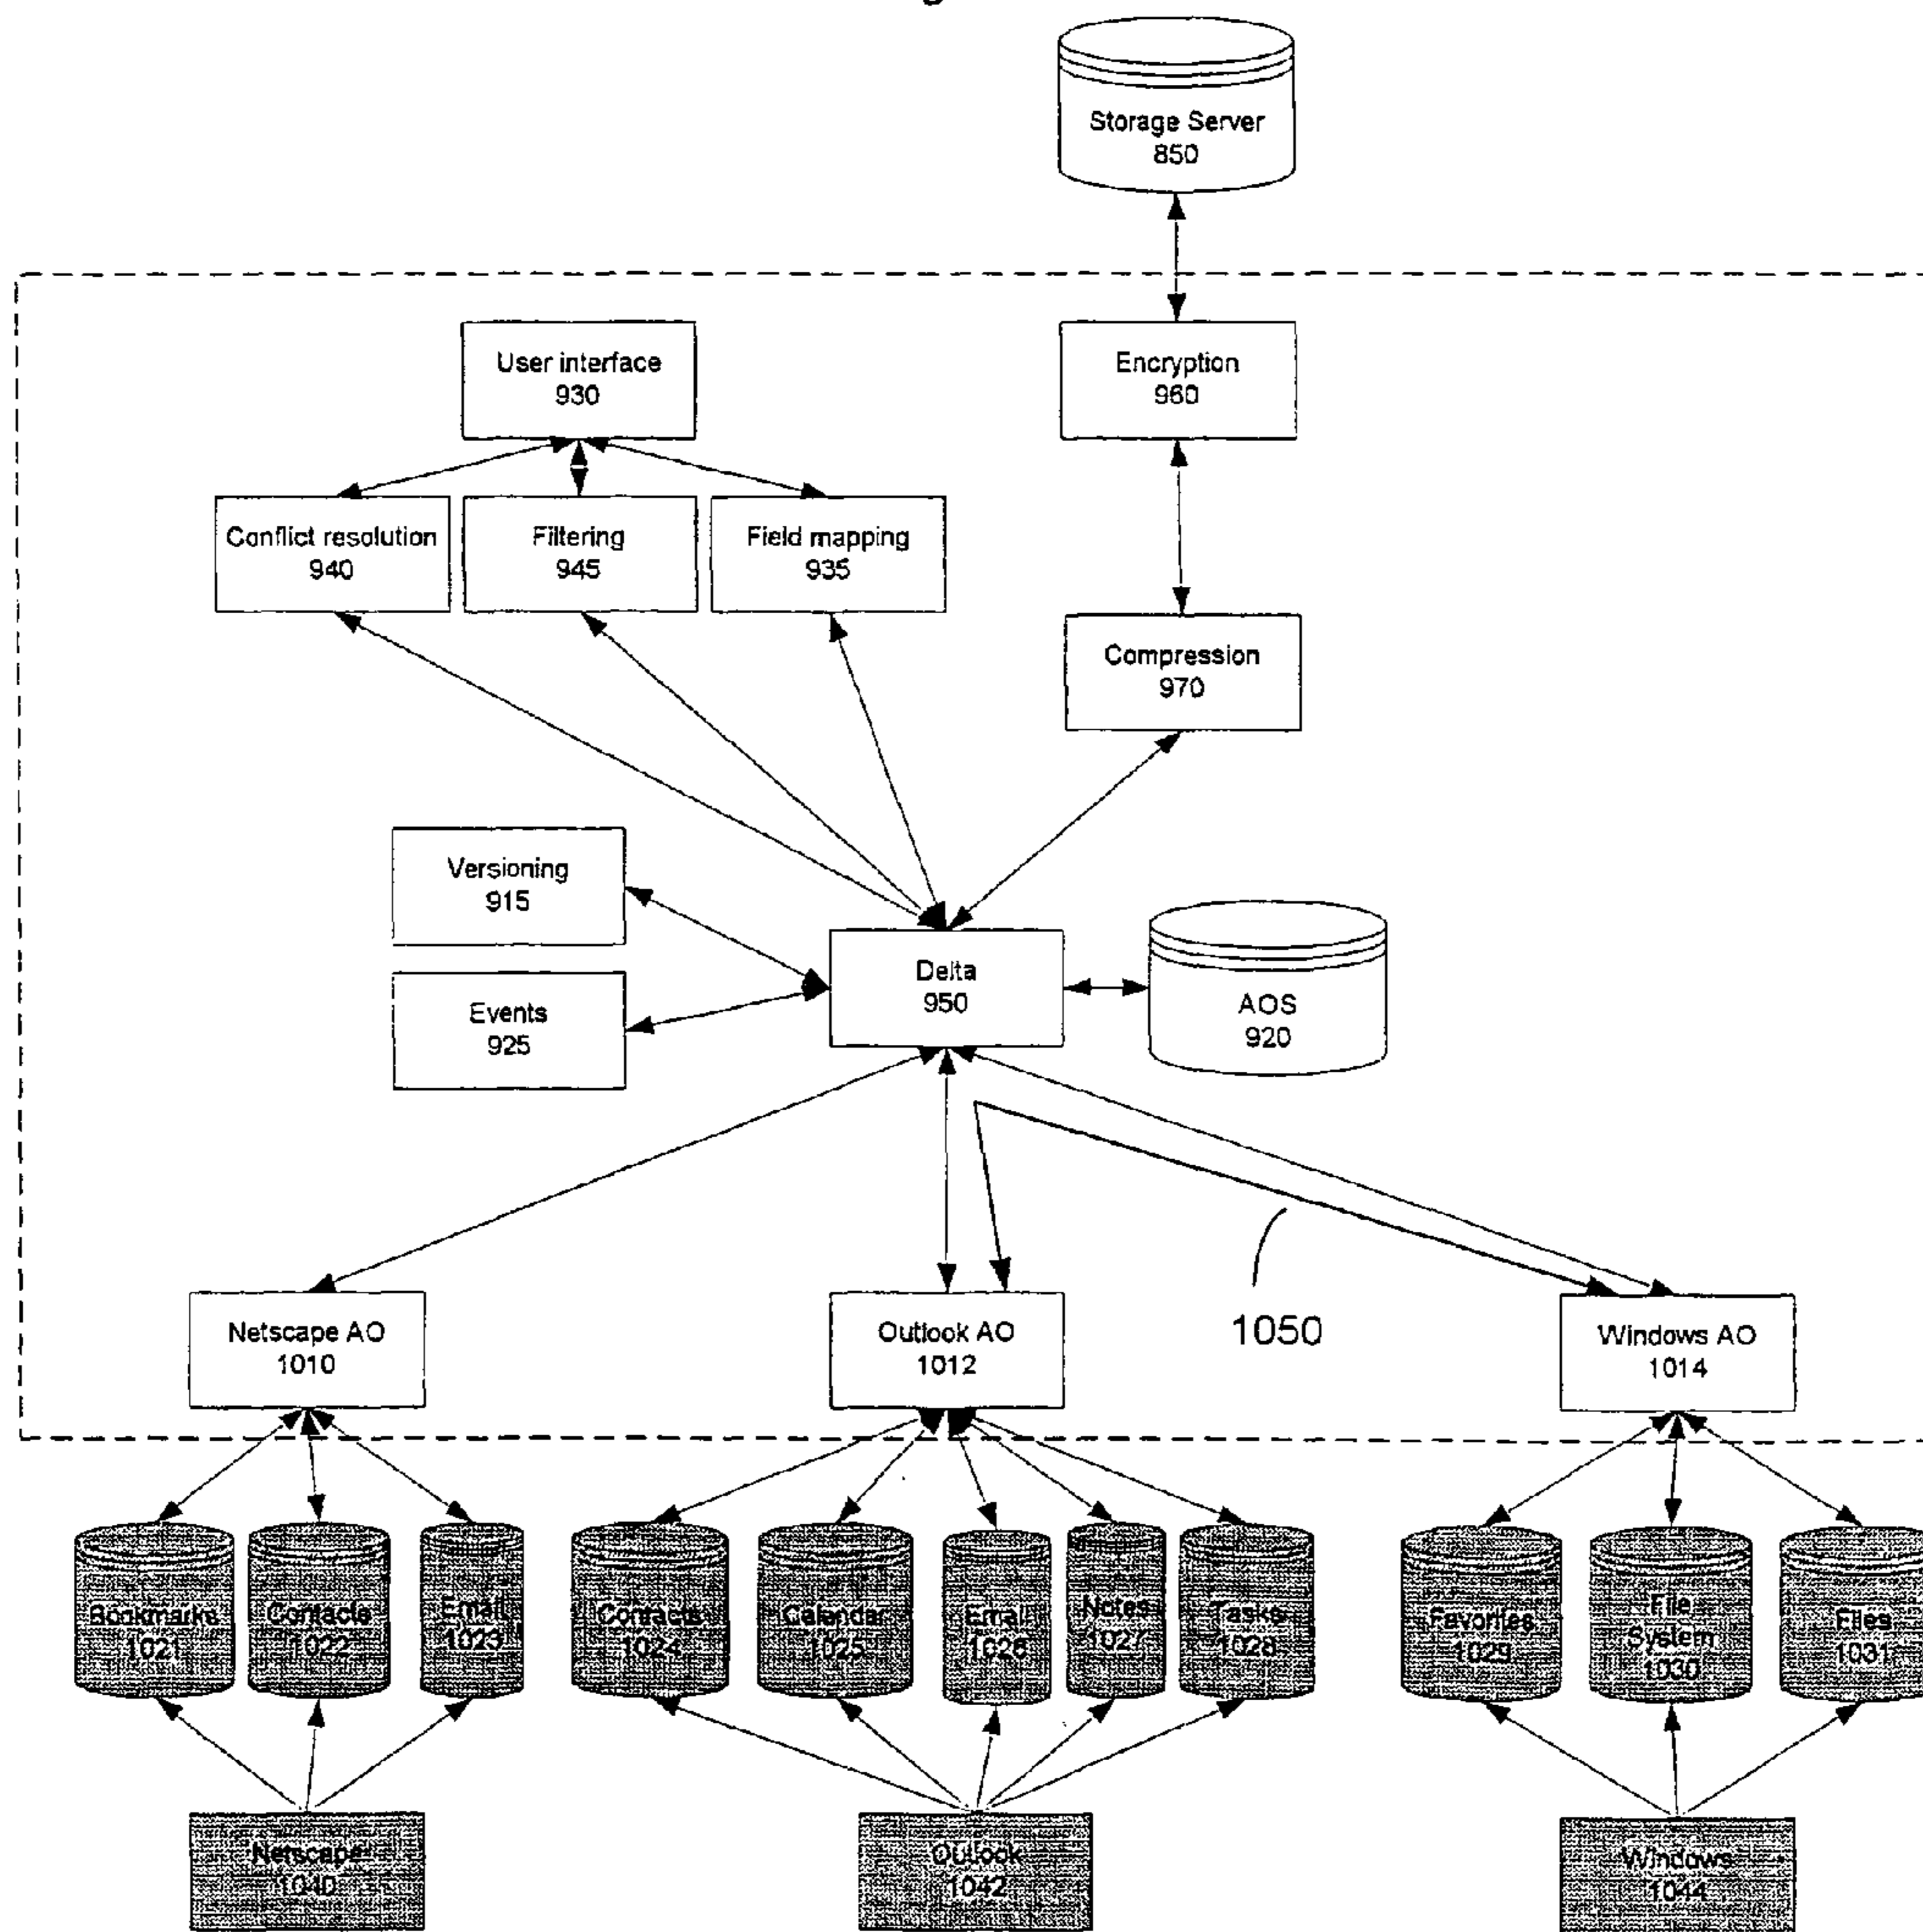 Storage Server
850
User interface
930
Encryption
960
Conflict resolution
940
Filtering
945
Field mapping
935
Compression
970
Versioning
915
Delta
950
AOS
920
Events
925
1050
Netscape AO
1010
Outlook AO
1012
Windows AO
1014
Bookmarks
1021
Contacts
1022
Email
1023
Contacts
1024
Calendar
1025
Email
1026
Notes
1027
Tasks
1028
Favorites
1029
File
System
1030
Files
1031
Netscape
1040
Outlook
1042
Windows
1044